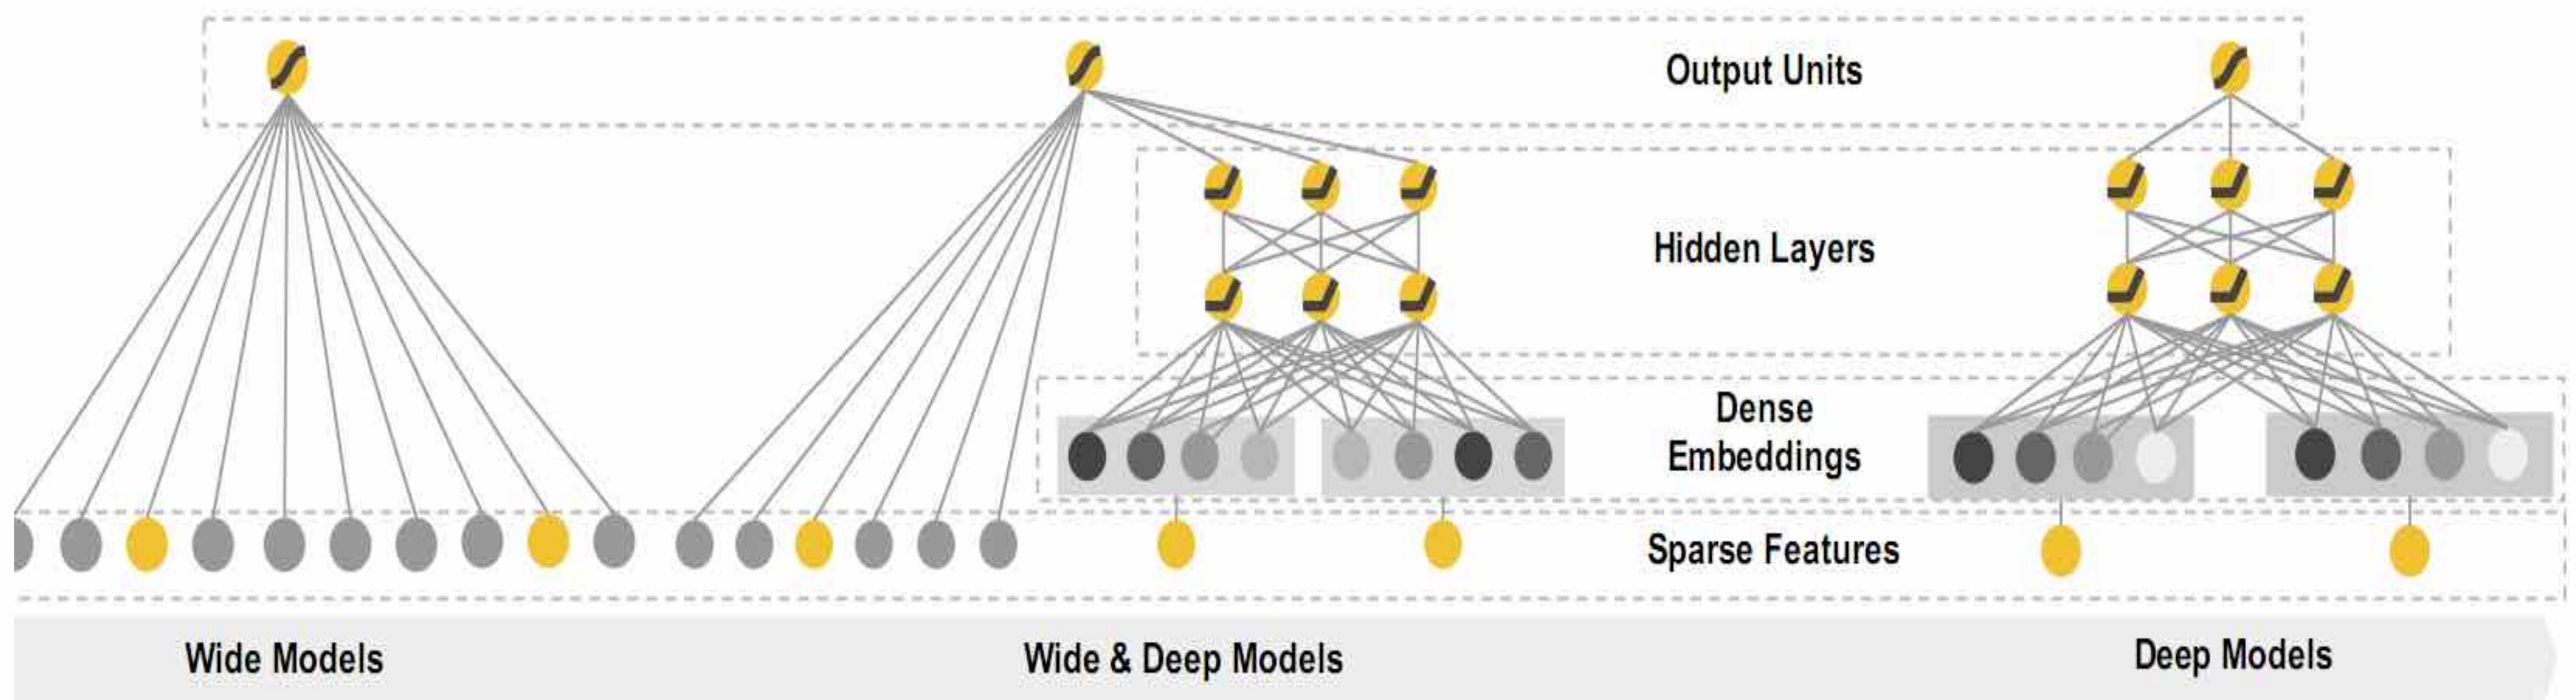 Output Units
Hidden Layers
Dense
Embeddings
Sparse Features
Wide Models
Wide & Deep Models
Deep Models